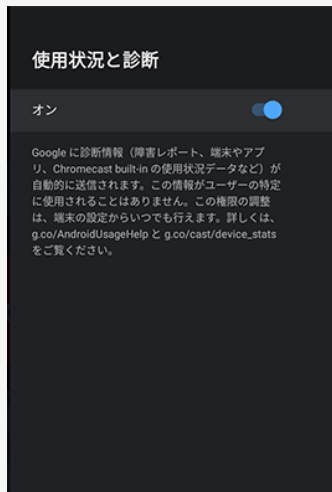 使用状況と診断
オン
Google に診断情報（障害レポート、端末やアプ
リ、Chromecast built-in の使用状況データなど）が
自動的に送信されます。この情報がユーザーの特定
に使用されることはありません。この権限の調整
は、端末の設定からいつでも行えます。詳しくは、
g.co/AndroidUsageHelp と g.co/cast/device_stats
をご覧ください。